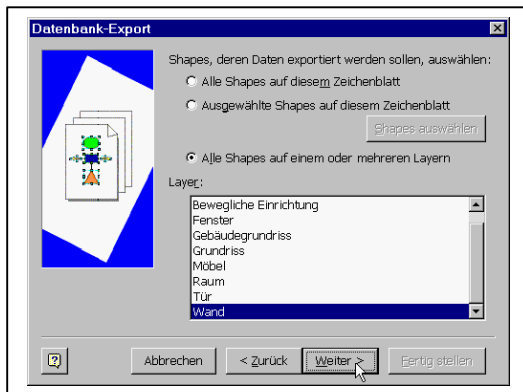 Datenbank-Export
Shapes, deren Daten exportiert werden sollen, auswählen:
Alle Shapes auf diesem Zeichenblatt
Ausgewählte Shapes auf diesem Zeichenblatt
Shapes auswählen
Alle Shapes auf einem oder mehreren Layern
Layer:
Bewegliche Einrichtung
Fenster
Gebäudegrundriss
Grundriss
Möbel
Raum
Tür
Wand
Abbrechen
< Zurück
Weiter >
Fertig stellen